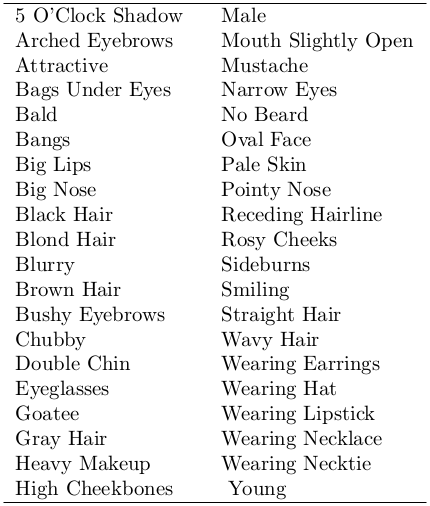 5 O'Clock Shadow Male
Arched Eyebrows Mouth Slightly Open
Attractive Mustache
Bags Under Eyes Narrow Eyes
Bald No Beard
Bangs Oval Face
Big Lips Pale Skin
Big Nose Pointy Nose
Black Hair Receding Hairline
Blond Hair Rosy Cheeks
Blurry Sideburns
Brown Hair Smiling
Bushy Eyebrows Straight Hair
Chubby Wavy Hair
Double Chin Wearing Earrings
Eyeglasses Wearing Hat
Goatee Wearing Lipstick
Gray Hair Wearing Necklace
Heavy Makeup Wearing Necktie
High Cheekbones Young